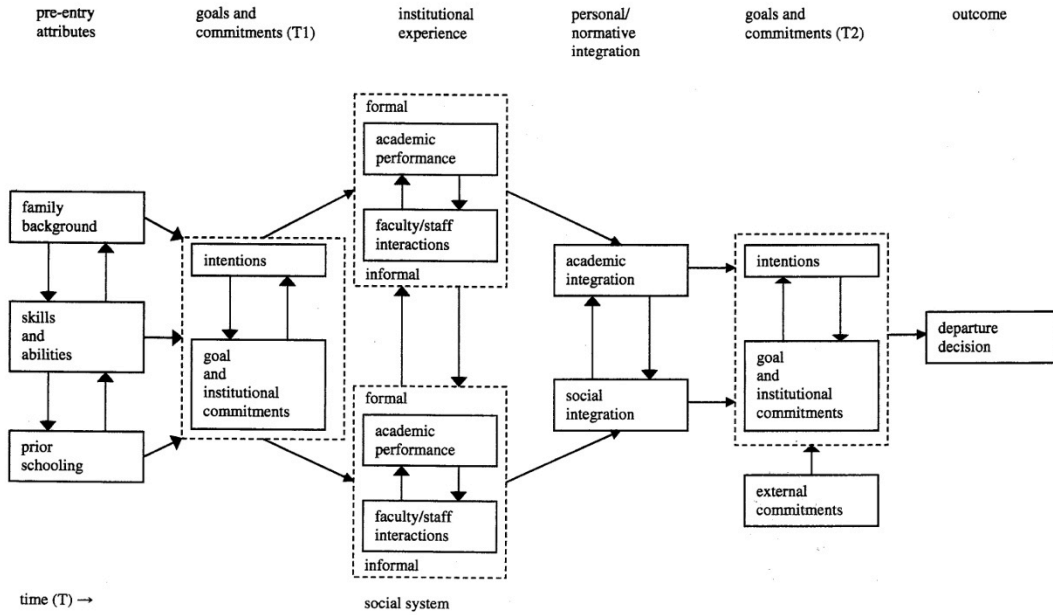 pre-entry
attributes
goals and
commitments (T1)
institutional
experience
personal/
normative
integration
goals and
commitments (T2)
outcome
family
background
skills
and
abilities
prior
schooling
intentions
goal
and
institutional
commitments
formal
academic
performance
faculty/staff
interactions
informal
formal
academic
performance
faculty/staff
interactions
informal
academic
integration
social
integration
intentions
goal
and
institutional
commitments
external
commitments
departure
decision
time (T) →
social system